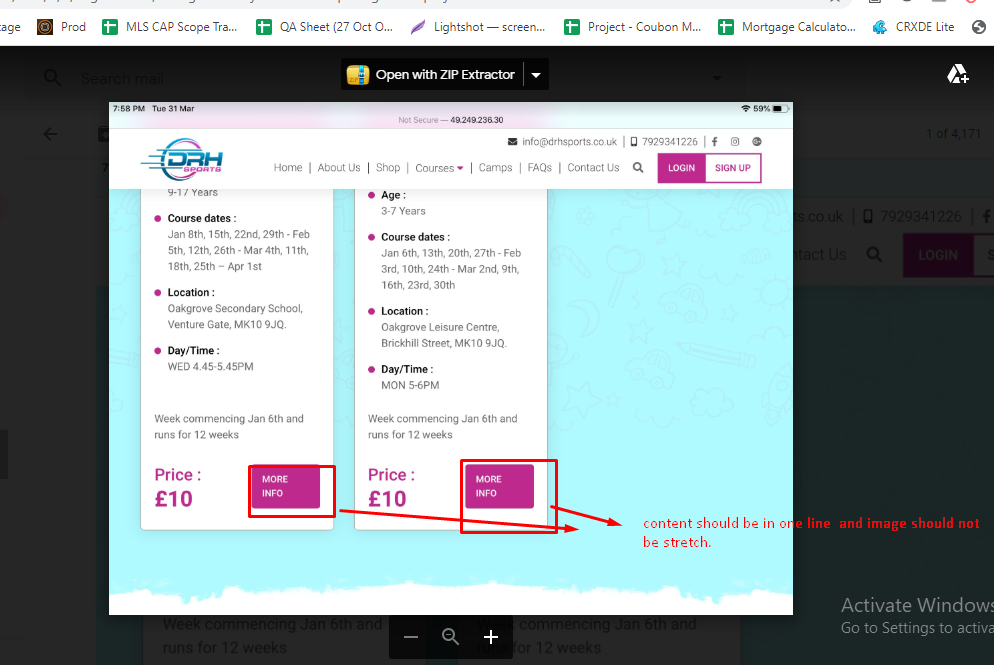 age Prod MLS CAP Scope Tra... QA Sheet (27 Oct O... Lightshot — screen... Project - Coubon M... Mortgage Calculato... CRXDE Lite
Search mail
Open with ZIP Extractor
7:58 PM Tue 31 Mar
59%
Not Secure — 49.249.236.30
1 of 4,171
DRH
SPORTS
info@drhsports.co.uk | 7929341226 |
Home | About Us | Shop | Courses | Camps | FAQs | Contact Us
LOGIN
SIGN UP
9-17 Years
Course dates :
Jan 8th, 15th, 22nd, 29th - Feb
5th, 12th, 26th - Mar 4th, 11th,
18th, 25th – Apr 1st
Location :
Oakgrove Secondary School,
Venture Gate, MK10 9JQ.
Day/Time :
WED 4.45-5.45PM
Week commencing Jan 6th and
runs for 12 weeks
Price :
£10
MORE
INFO
Age :
3-7 Years
Course dates :
Jan 6th, 13th, 20th, 27th - Feb
3rd, 10th, 24th - Mar 2nd, 9th,
16th, 23rd, 30th
Location :
Oakgrove Leisure Centre,
Brickhill Street, MK10 9JQ.
Day/Time :
MON 5-6PM
Week commencing Jan 6th and
runs for 12 weeks
Price :
£10
MORE
INFO
ts.co.uk | 7929341226 |
ntact Us
LOGIN
S
content should be in one line and image should not
be stretch.
Activate Windows
Go to Settings to activa
Week commencing Jan 6th and
runs for 12 weeks
runs for 12 weeks